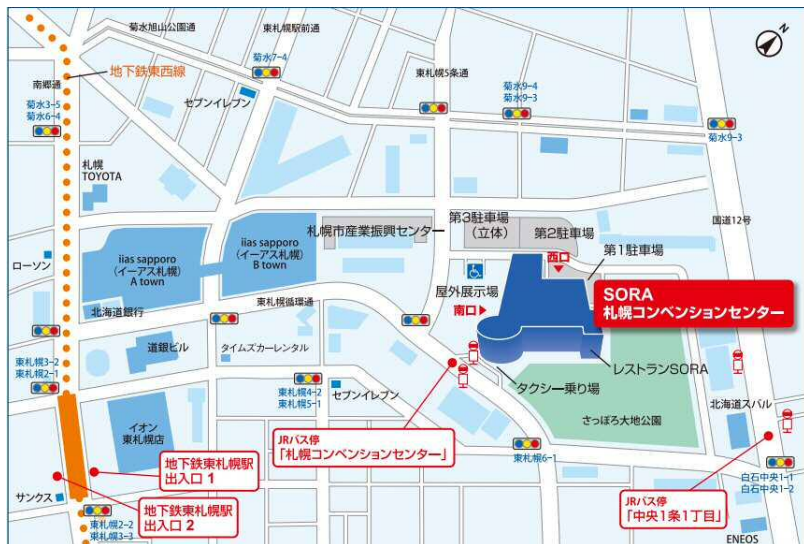 菊水旭山公園通
東札幌駅前通
N
地下鉄東西線
菊水7-4
東札幌5条通
南郷通
菊水3-5
菊水6-4
セブンイレブン
菊水9-4
菊水9-3
菊水9-3
札幌
TOYOTA
国道12号
札幌市産業振興センター
第3駐車場
(立体)
第2駐車場
第1駐車場
iias sapporo
(イーアス札幌)
A town
iias sapporo
(イーアス札幌)
B town
ローソン
西口
屋外展示場
南口
SORA
札幌コンベンションセンター
北海道銀行
東札幌循環通
道銀ビル
タイムズカーレンタル
レストランSORA
タクシー乗り場
東札幌3-2
東札幌2-1
東札幌4-2
東札幌5-1
セブンイレブン
さっぽろ大地公園
北海道スバル
イオン
東札幌店
JRバス停
「札幌コンベンションセンター」
東札幌6-1
地下鉄東札幌駅
出入口 1
白石中央1-1
白石中央1-2
サンクス
地下鉄東札幌駅
出入口 2
JRバス停
「中央1条1丁目」
東札幌2-2
東札幌3-3
ENEOS